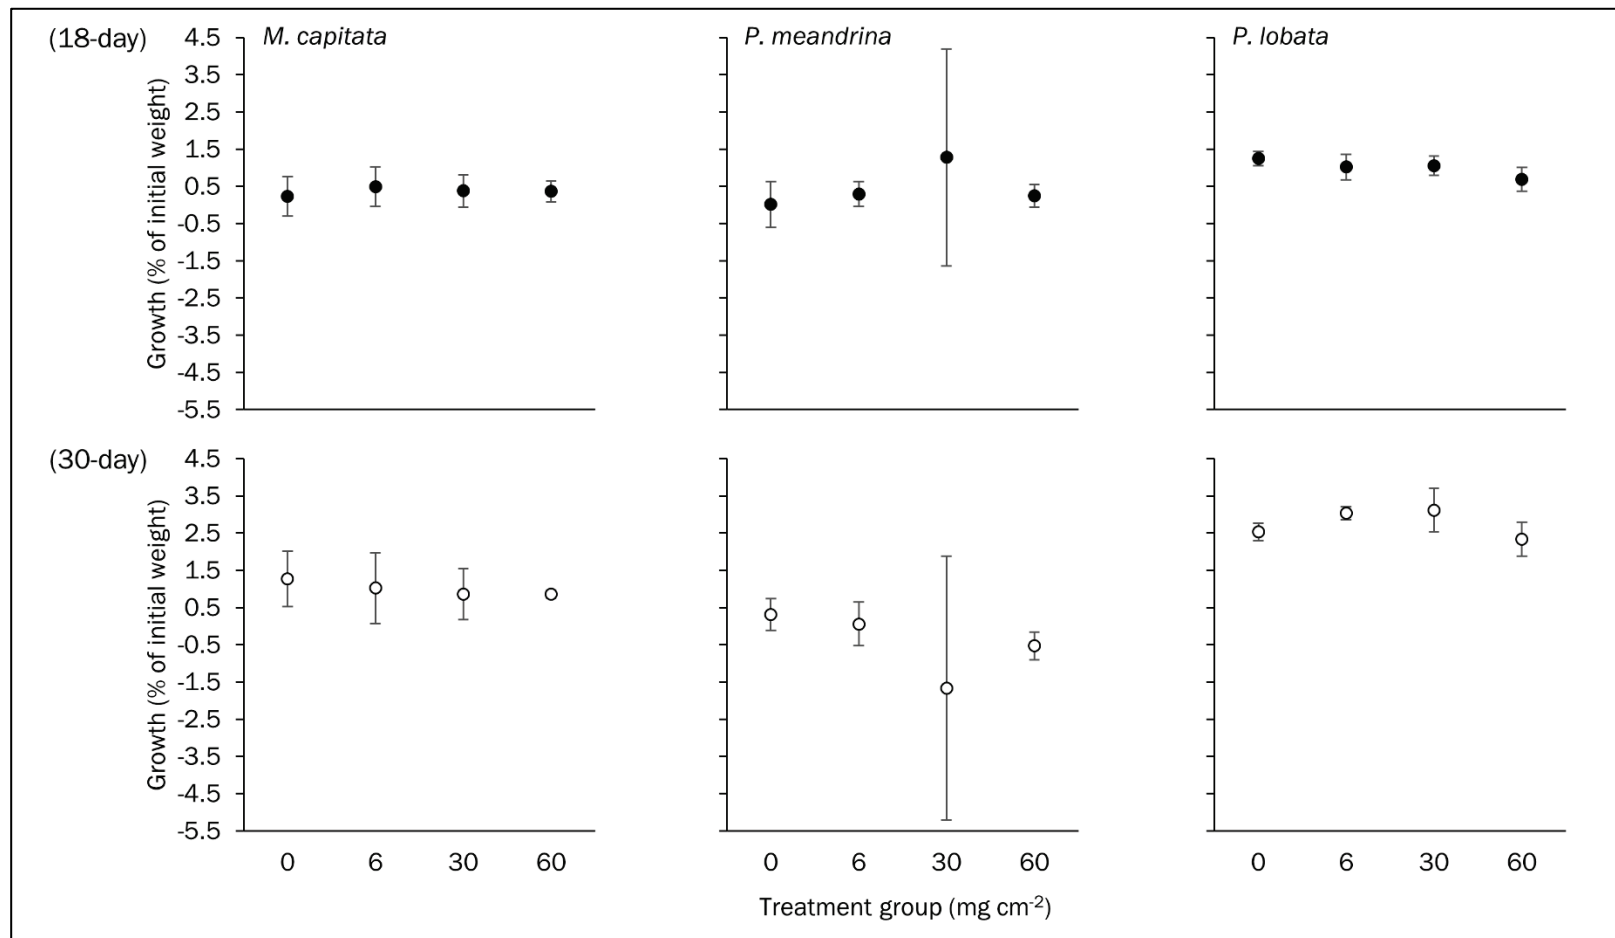 (18-day)
M. capitata
P. meandrina
P. lobata
Growth (% of initial weight)
4.5
3.5
2.5
1.5
0.5
-0.5
-1.5
-2.5
-3.5
-4.5
-5.5
(30-day)
Growth (% of initial weight)
4.5
3.5
2.5
1.5
0.5
-0.5
-1.5
-2.5
-3.5
-4.5
-5.5
0 6 30 60 0 6 30 60 0 6 30 60
Treatment group (mg cm⁻²)